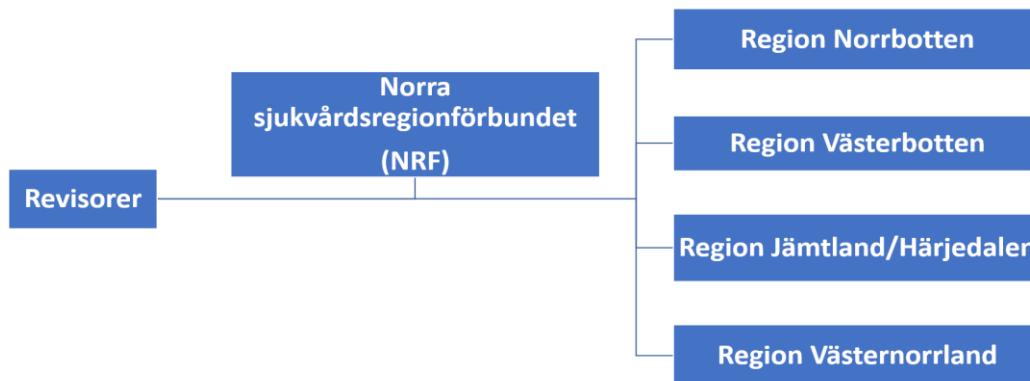 Region Norrbotten
Norra
sjukvårdsregionförbundet
(NRF)
Region Västerbotten
Revisorer
Region Jämtland/Härjedalen
Region Västernorrland